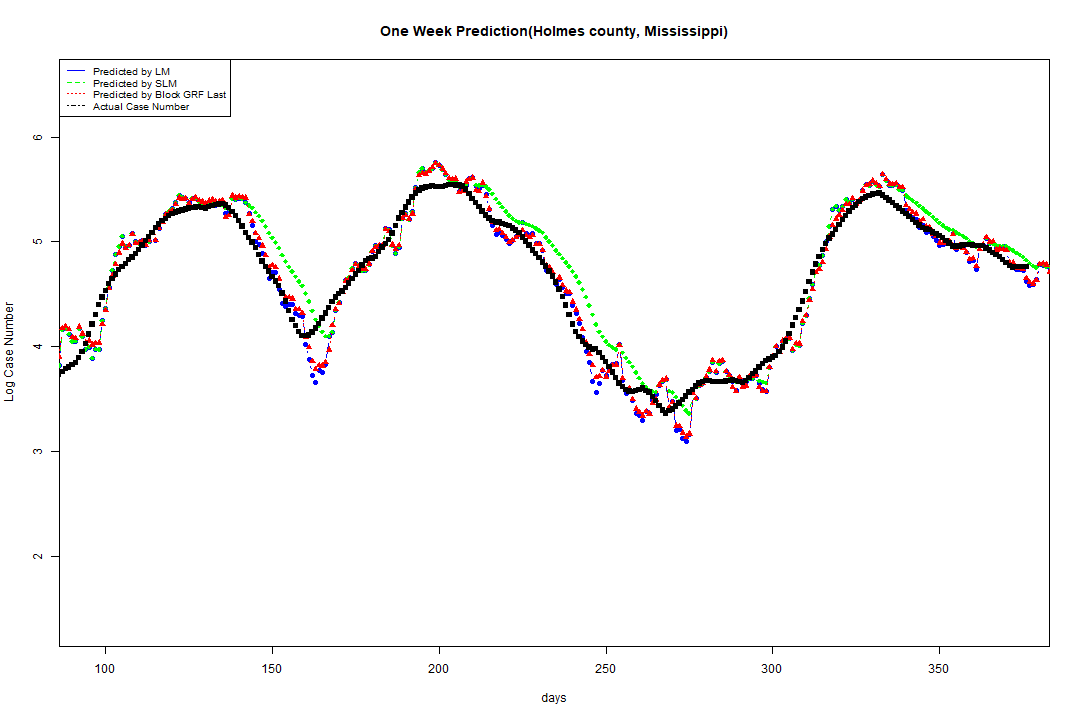 One Week Prediction(Holmes county, Mississippi)
Predicted by LM
Predicted by SLM
Predicted by Block GRF Last
Actual Case Number
6
5
4
3
2
Log Case Number
100 150 200 250 300 350
days